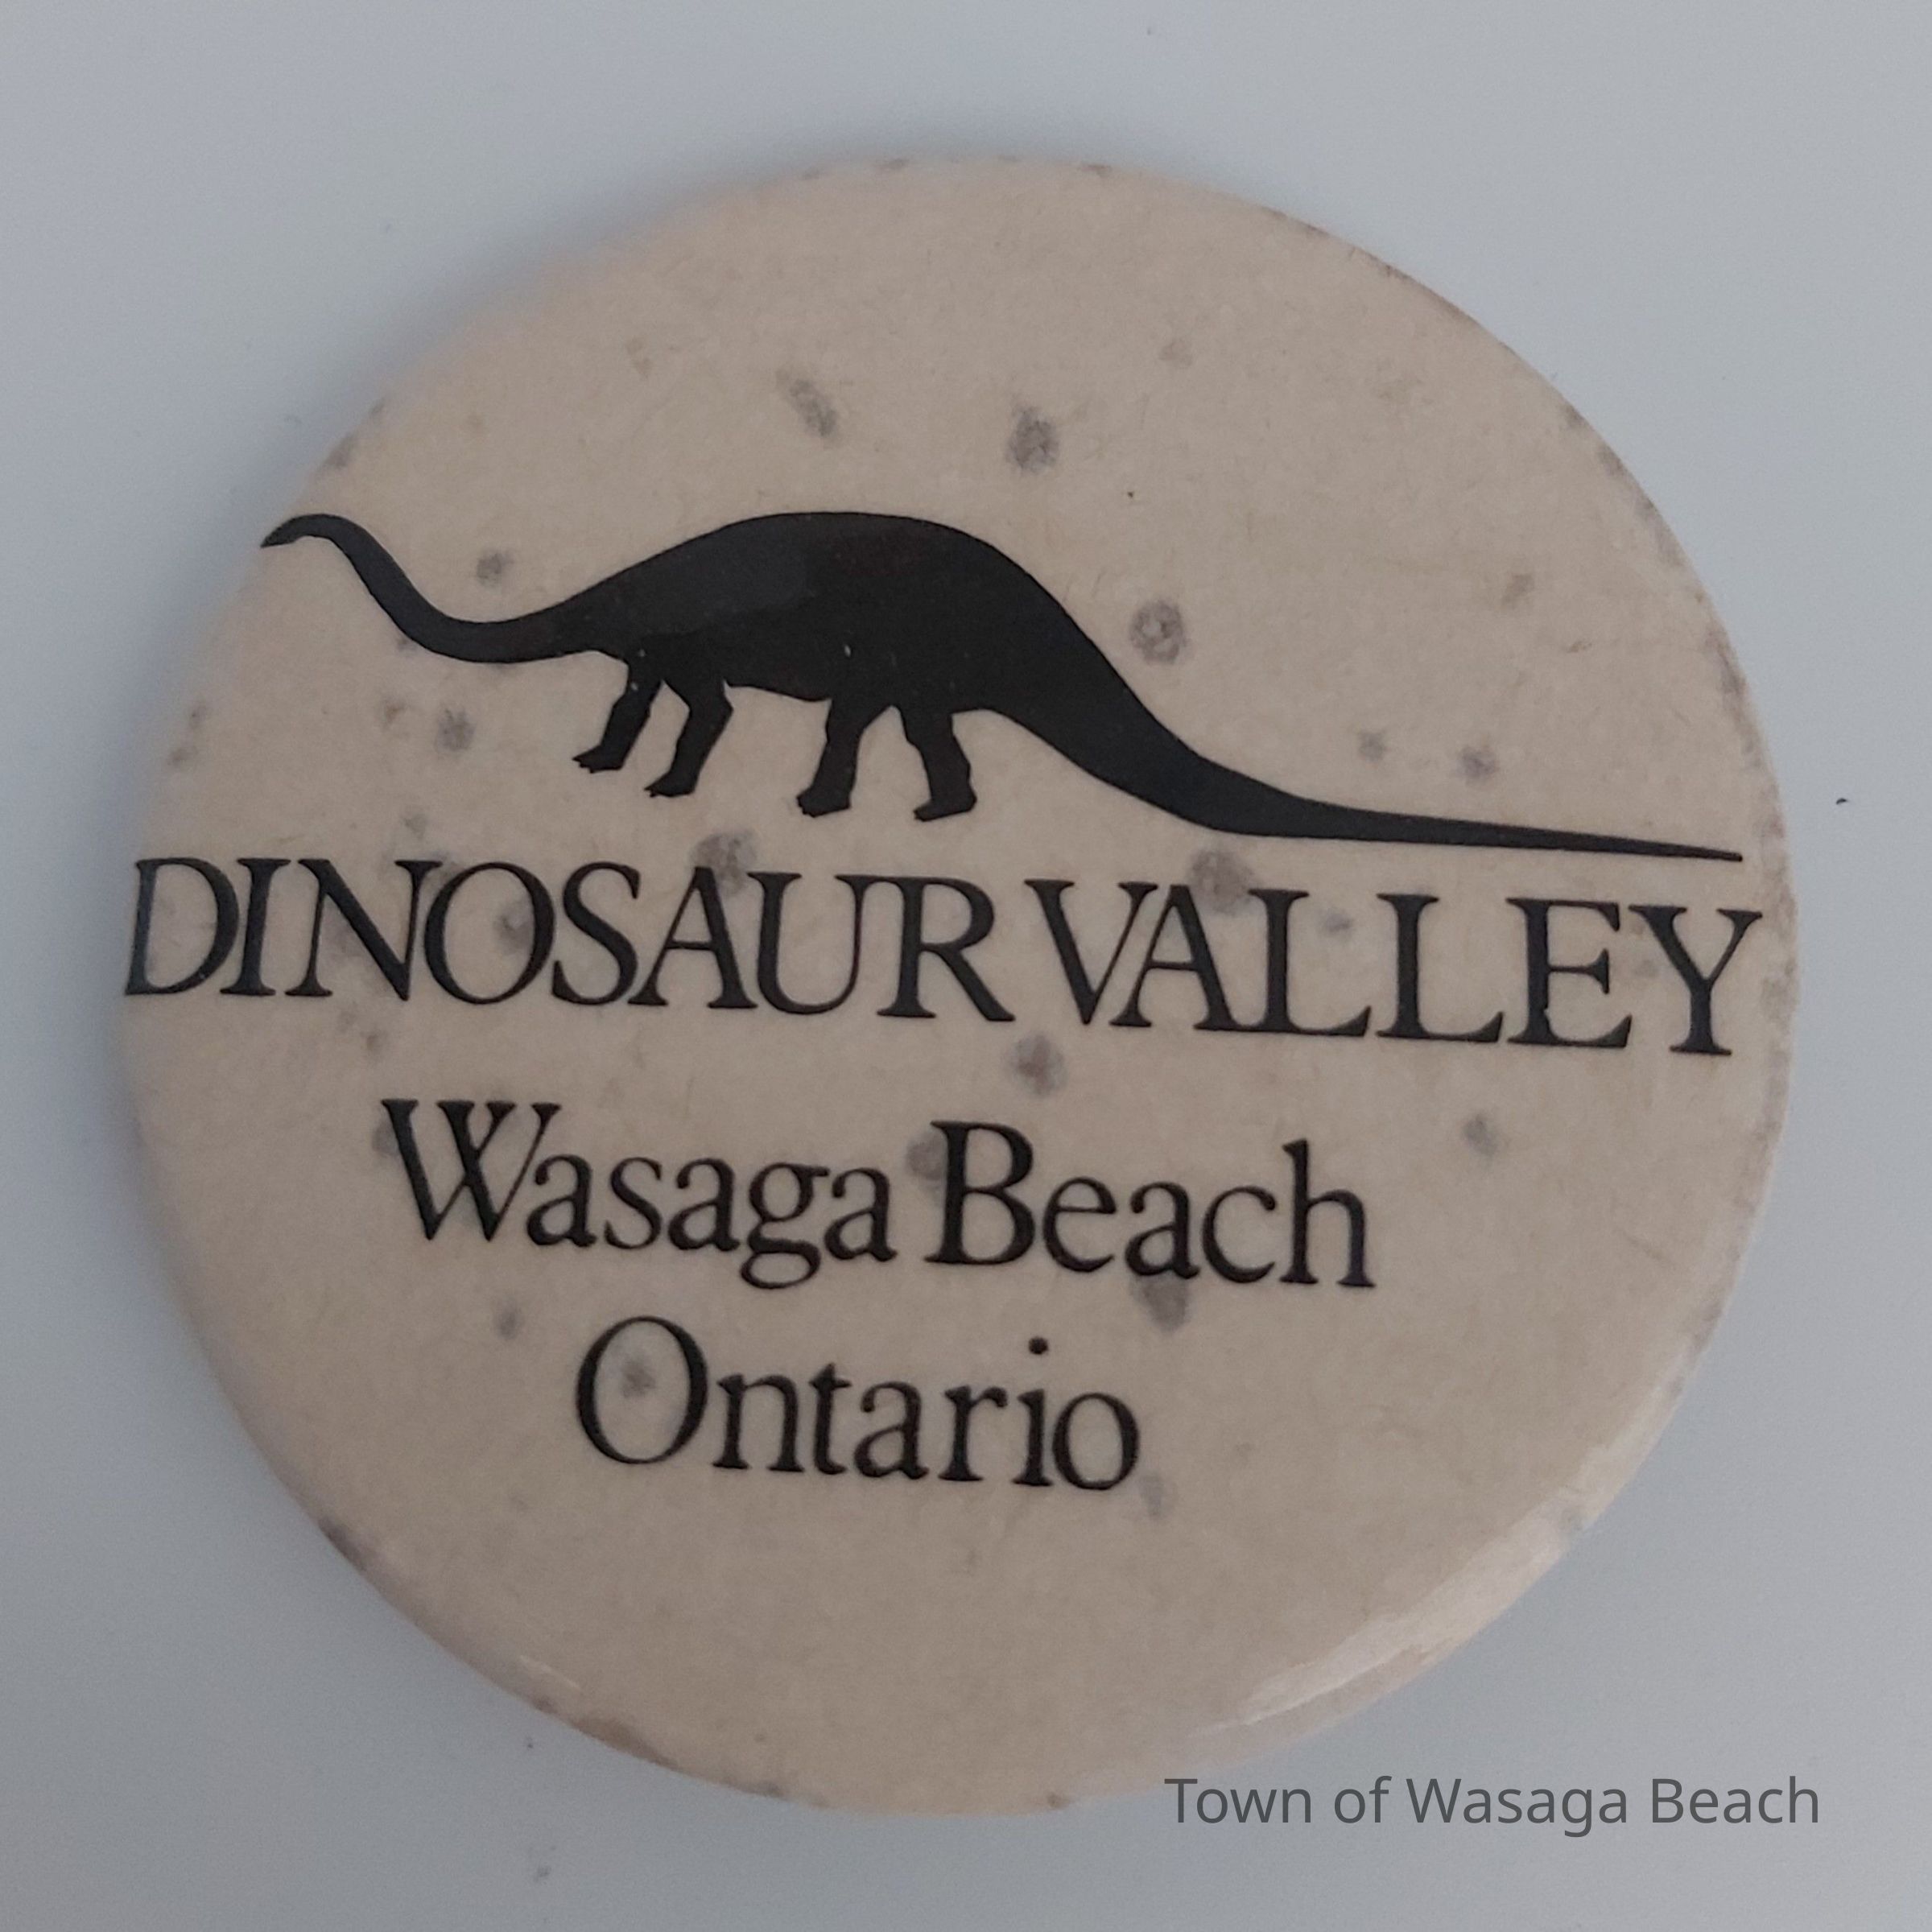 DINOSAUR VALLEY
Wasaga Beach
Ontario
Town of Wasaga Beach